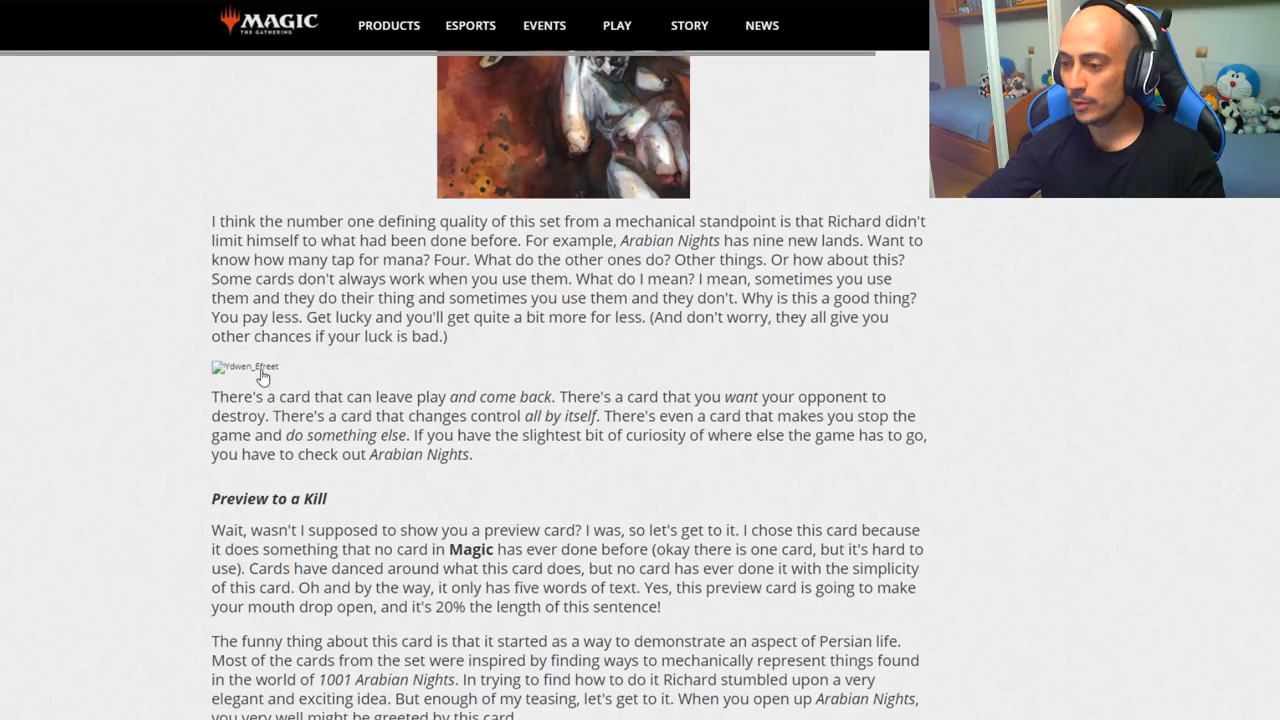 MAGIC
THE GATHERING
PRODUCTS
ESPORTS
EVENTS
PLAY
STORY
NEWS
I think the number one defining quality of this set from a mechanical standpoint is that Richard didn't
limit himself to what had been done before. For example, Arabian Nights has nine new lands. Want to
know how many tap for mana? Four. What do the other ones do? Other things. Or how about this?
Some cards don't always work when you use them. What do I mean? I mean, sometimes you use
them and they do their thing and sometimes you use them and they don't. Why is this a good thing?
You pay less. Get lucky and you'll get quite a bit more for less. (And don't worry, they all give you
other chances if your luck is bad.)
Ydwen_Efreet
There's a card that can leave play and come back. There's a card that you want your opponent to
destroy. There's a card that changes control all by itself. There's even a card that makes you stop the
game and do something else. If you have the slightest bit of curiosity of where else the game has to go,
you have to check out Arabian Nights.
Preview to a Kill
Wait, wasn't I supposed to show you a preview card? I was, so let's get to it. I chose this card because
it does something that no card in Magic has ever done before (okay there is one card, but it's hard to
use). Cards have danced around what this card does, but no card has ever done it with the simplicity
of this card. Oh and by the way, it only has five words of text. Yes, this preview card is going to make
your mouth drop open, and it's 20% the length of this sentence!
The funny thing about this card is that it started as a way to demonstrate an aspect of Persian life.
Most of the cards from the set were inspired by finding ways to mechanically represent things found
in the world of 1001 Arabian Nights. In trying to find how to do it Richard stumbled upon a very
elegant and exciting idea. But enough of my teasing, let's get to it. When you open up Arabian Nights,
you very well might be greeted by this card.